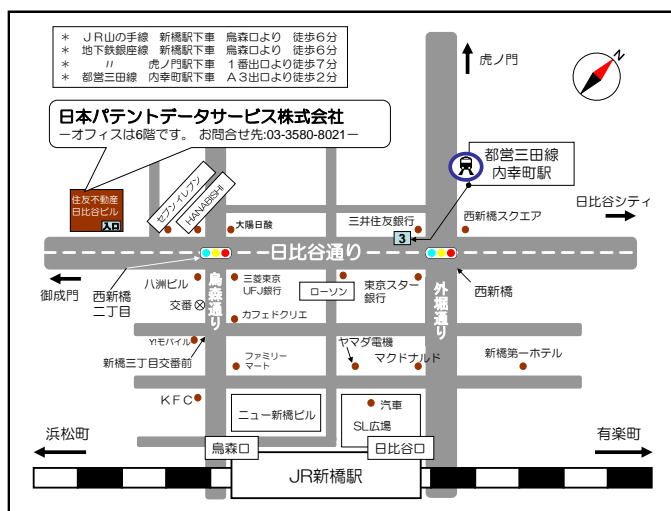 * JR山の手線 新橋駅下車 烏森口より 徒歩6分
* 地下鉄銀座線 新橋駅下車 烏森口より 徒歩6分
* 〃 虎ノ門駅下車 1番出口より徒歩7分
* 都営三田線 内幸町駅下車 A3出口より徒歩2分
虎ノ門
N
日本パテントデータサービス株式会社
−オフィスは6階です。 お問合せ先:03-3580-8021−
都営三田線
内幸町駅
日比谷シティ
住友不動産
日比谷ビル
入口
セブンイレブン
HANABISHI
大陽日酸
三井住友銀行
西新橋スクエア
3
日比谷通り
御成門
西新橋
二丁目
八洲ビル
三菱東京
UFJ銀行
ローソン
東京スター
銀行
西新橋
烏森通り
外堀通り
交番
カフェドクリエ
Y!モバイル
新橋三丁目交番前
ファミリー
マート
ヤマダ電機
マクドナルド
新橋第一ホテル
KFC
ニュー新橋ビル
汽車
SL広場
浜松町
烏森口
日比谷口
有楽町
JR新橋駅